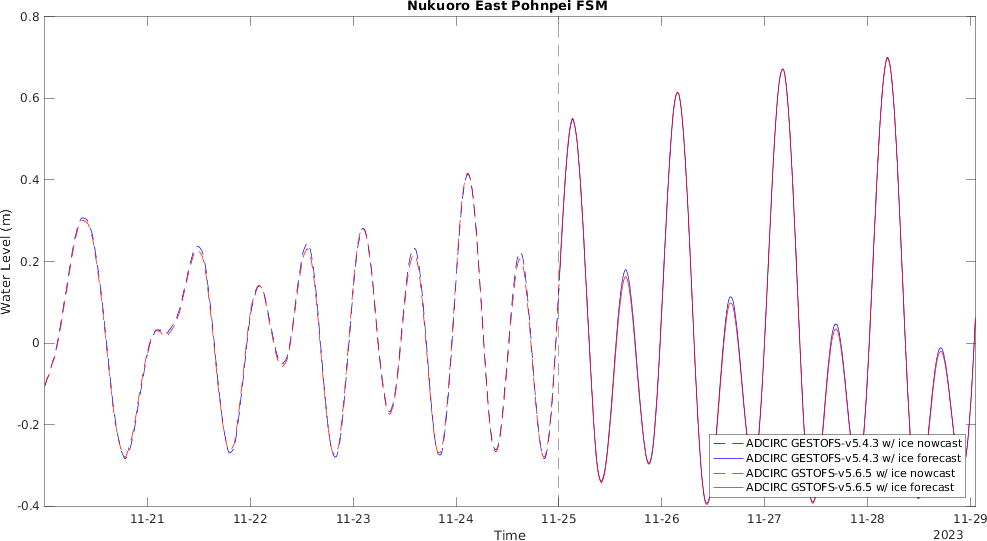 Nukuoro East Pohnpei FSM
Water Level (m)
0.8
0.6
0.4
0.2
0
-0.2
-0.4
ADCIRC GESTOFS-v5.4.3 w/ ice nowcast
ADCIRC GESTOFS-v5.4.3 w/ ice forecast
ADCIRC GSTOFS-v5.6.5 w/ ice nowcast
ADCIRC GSTOFS-v5.6.5 w/ ice forecast
11-21 11-22 11-23 11-24 11-25 11-26 11-27 11-28 11-29
Time
2023